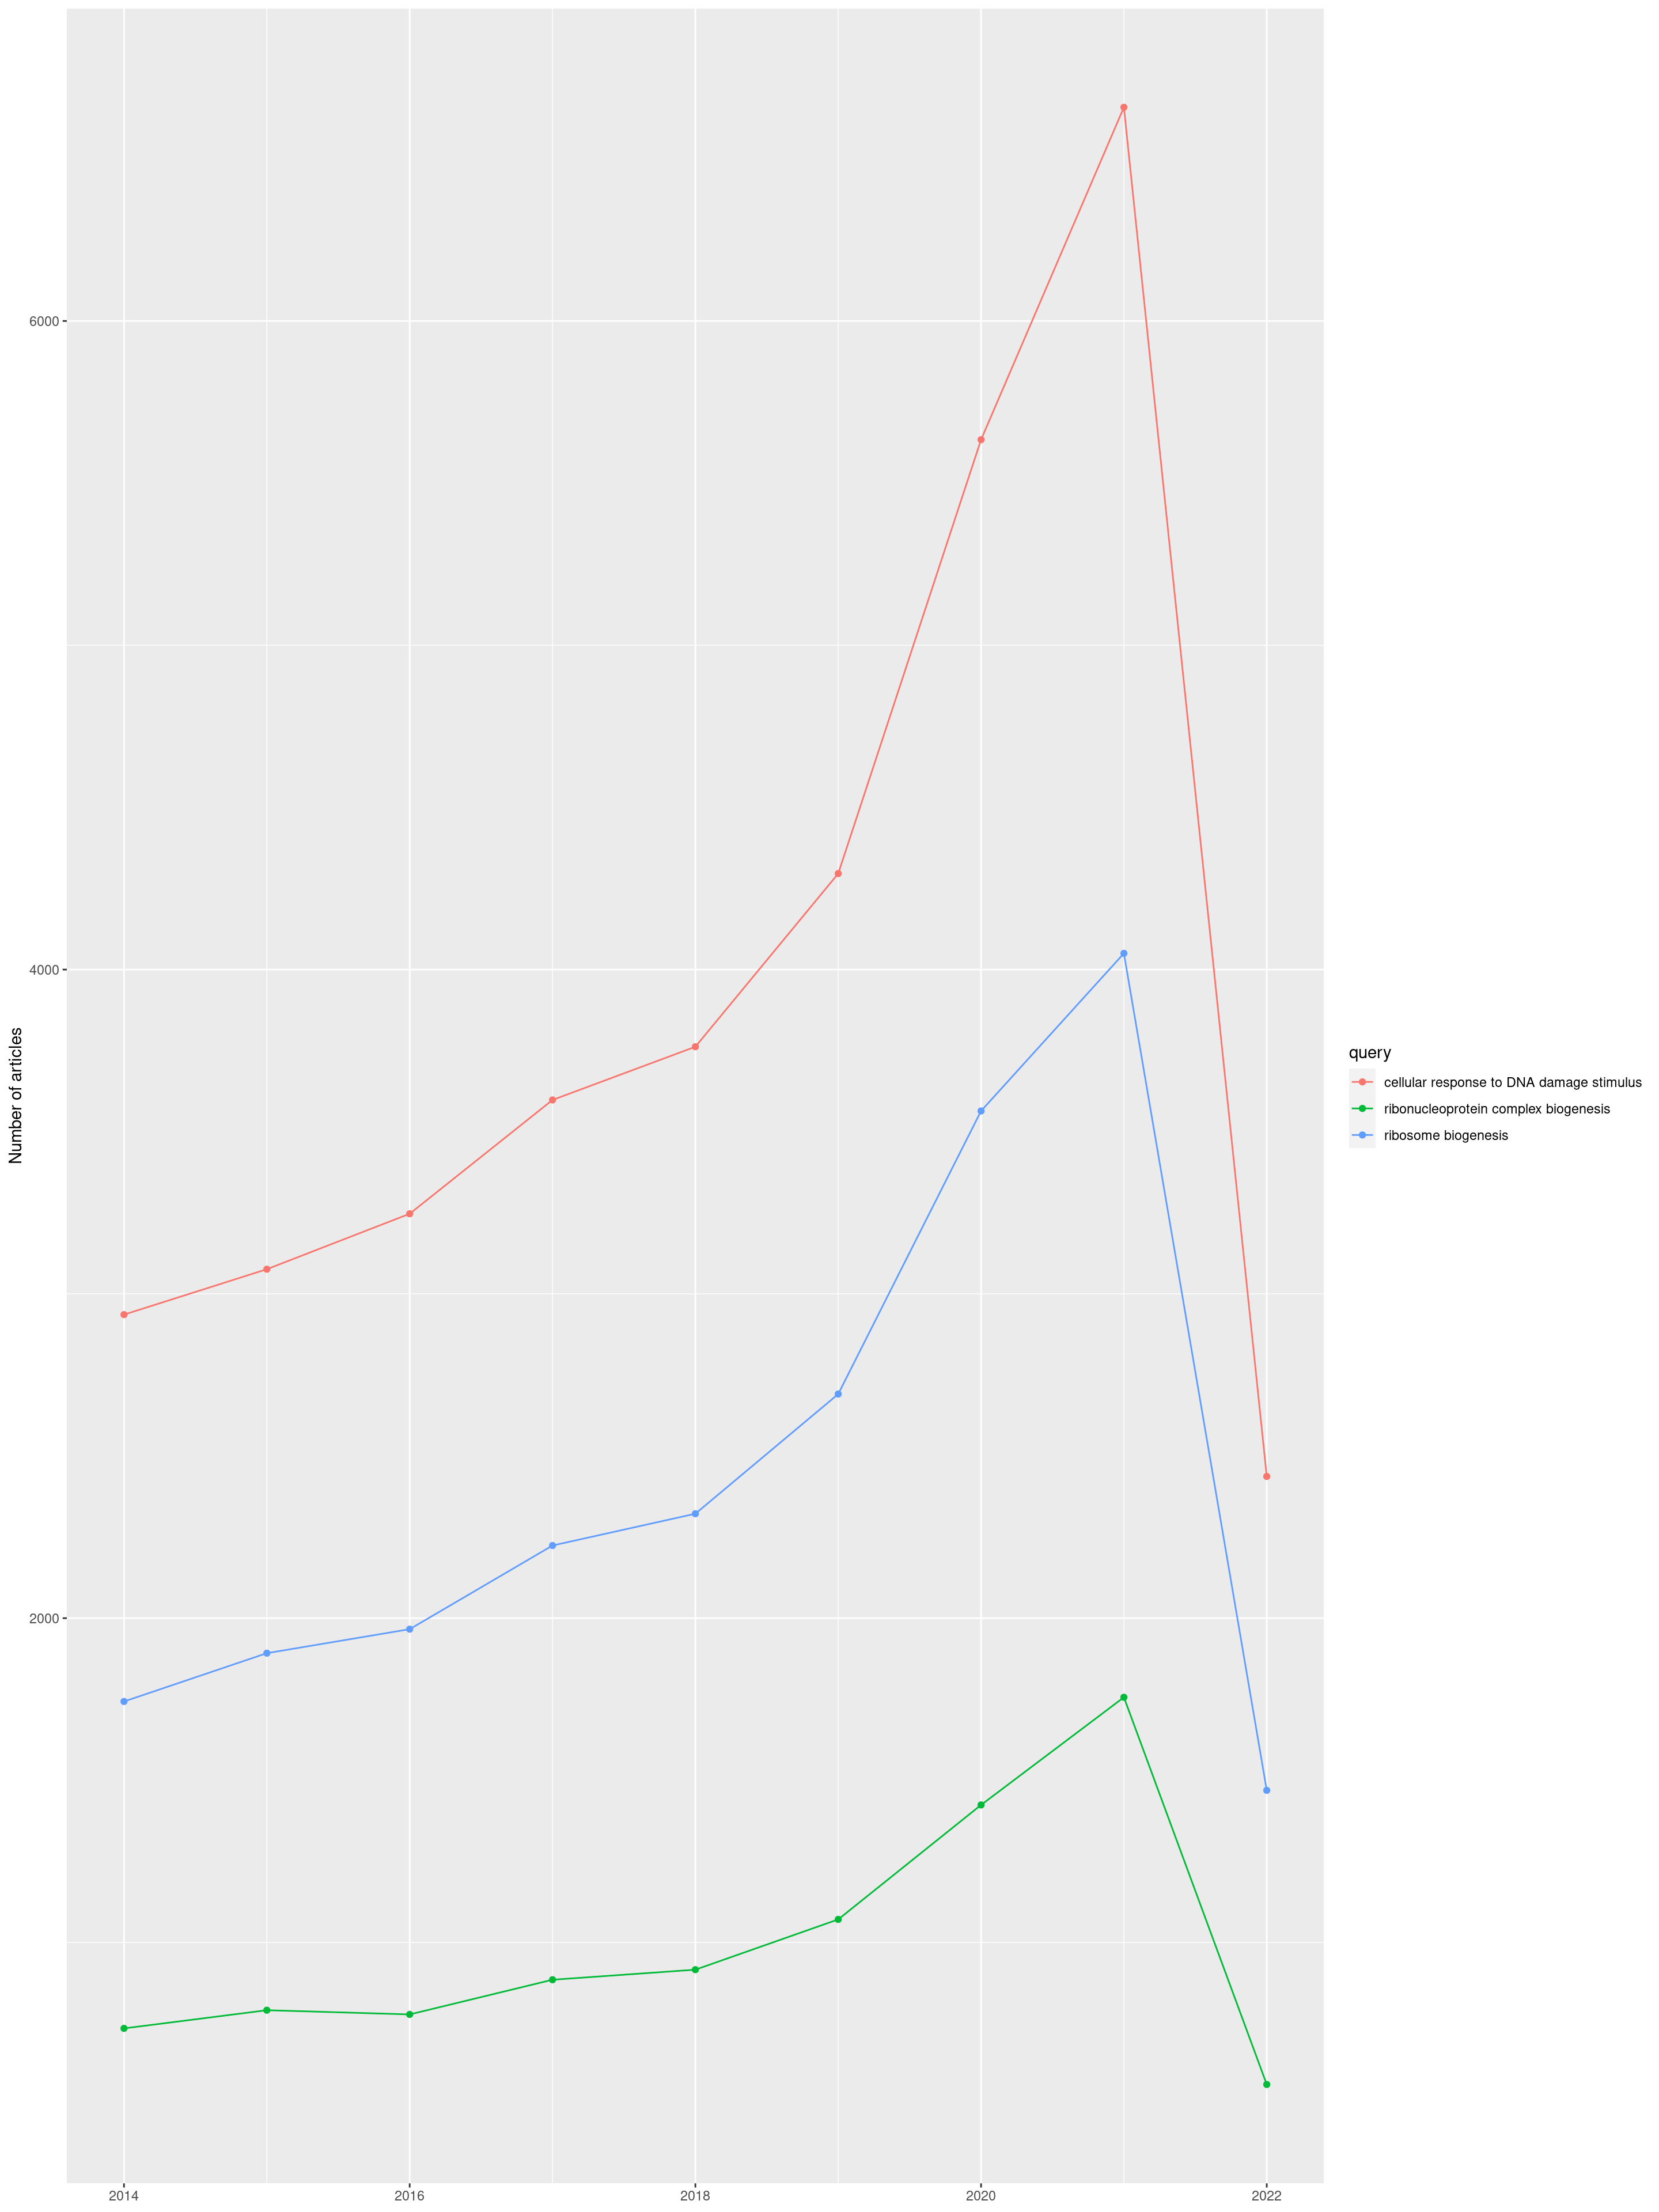 Number of articles
6000
4000
2000
2014
2016
2018
2020
2022
query
cellular response to DNA damage stimulus
ribonucleoprotein complex biogenesis
ribosome biogenesis